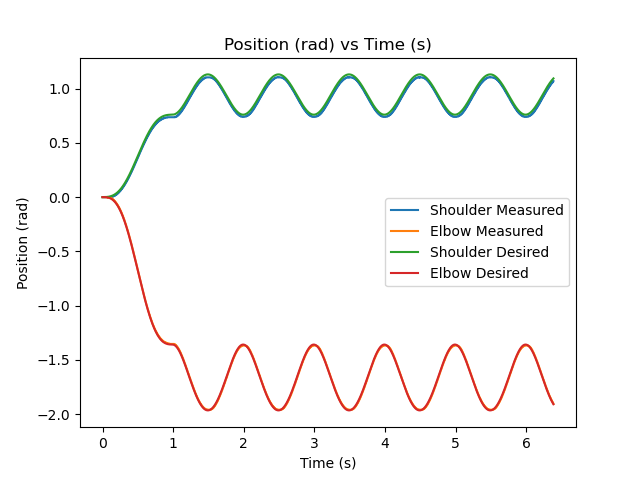 Position (rad) vs Time (s)
Position (rad)
1.0
0.5
0.0
−0.5
−1.0
−1.5
−2.0
Shoulder Measured
Elbow Measured
Shoulder Desired
Elbow Desired
0 1 2 3 4 5 6
Time (s)